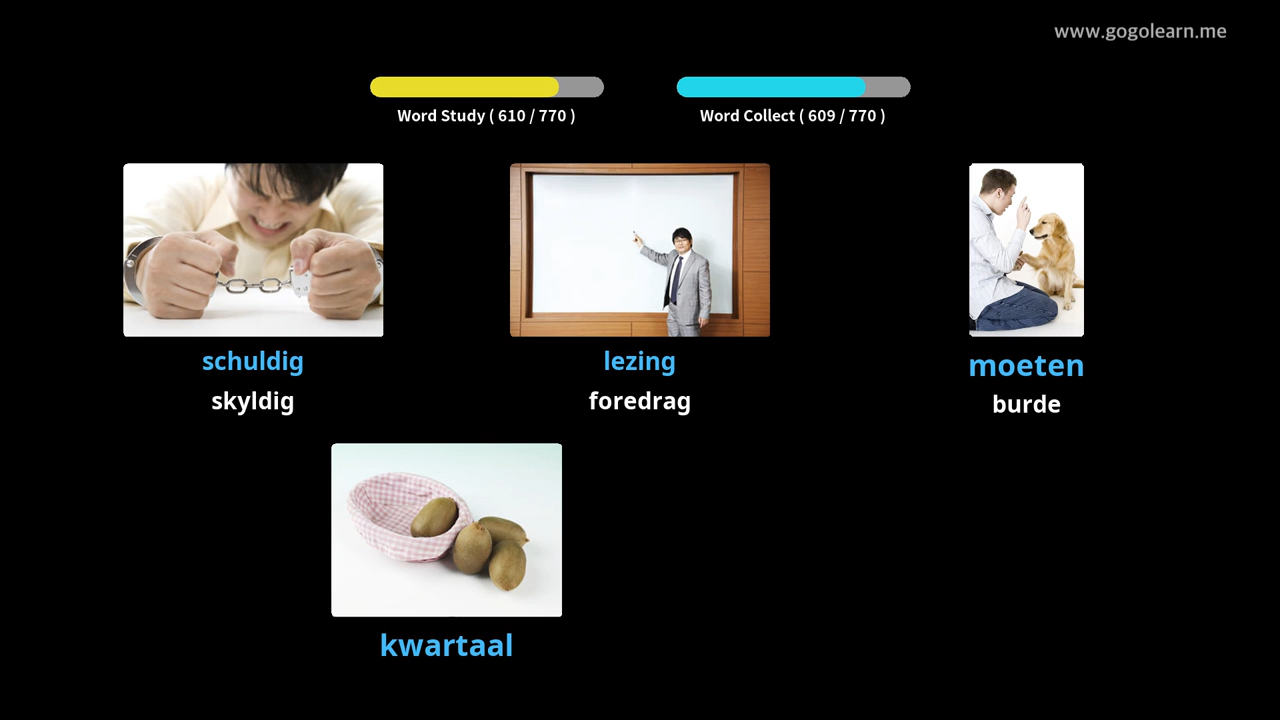 www.gogolearn.me
Word Study ( 610 / 770 )
Word Collect ( 609 / 770 )
schuldig
lezing
moeten
skyldig
foredrag
burde
kwartaal